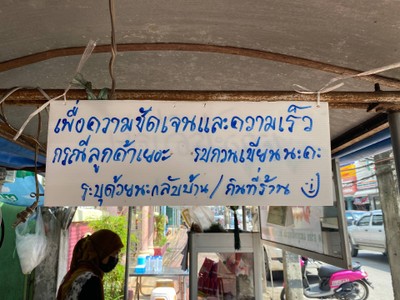 เพื่อความชัดเจนและความเร็ว
กรณีลูกค้าเยอะ รบกวนเขียนนะคะ
ระบุด้วยนะกลับบ้าน/กินที่ร้าน